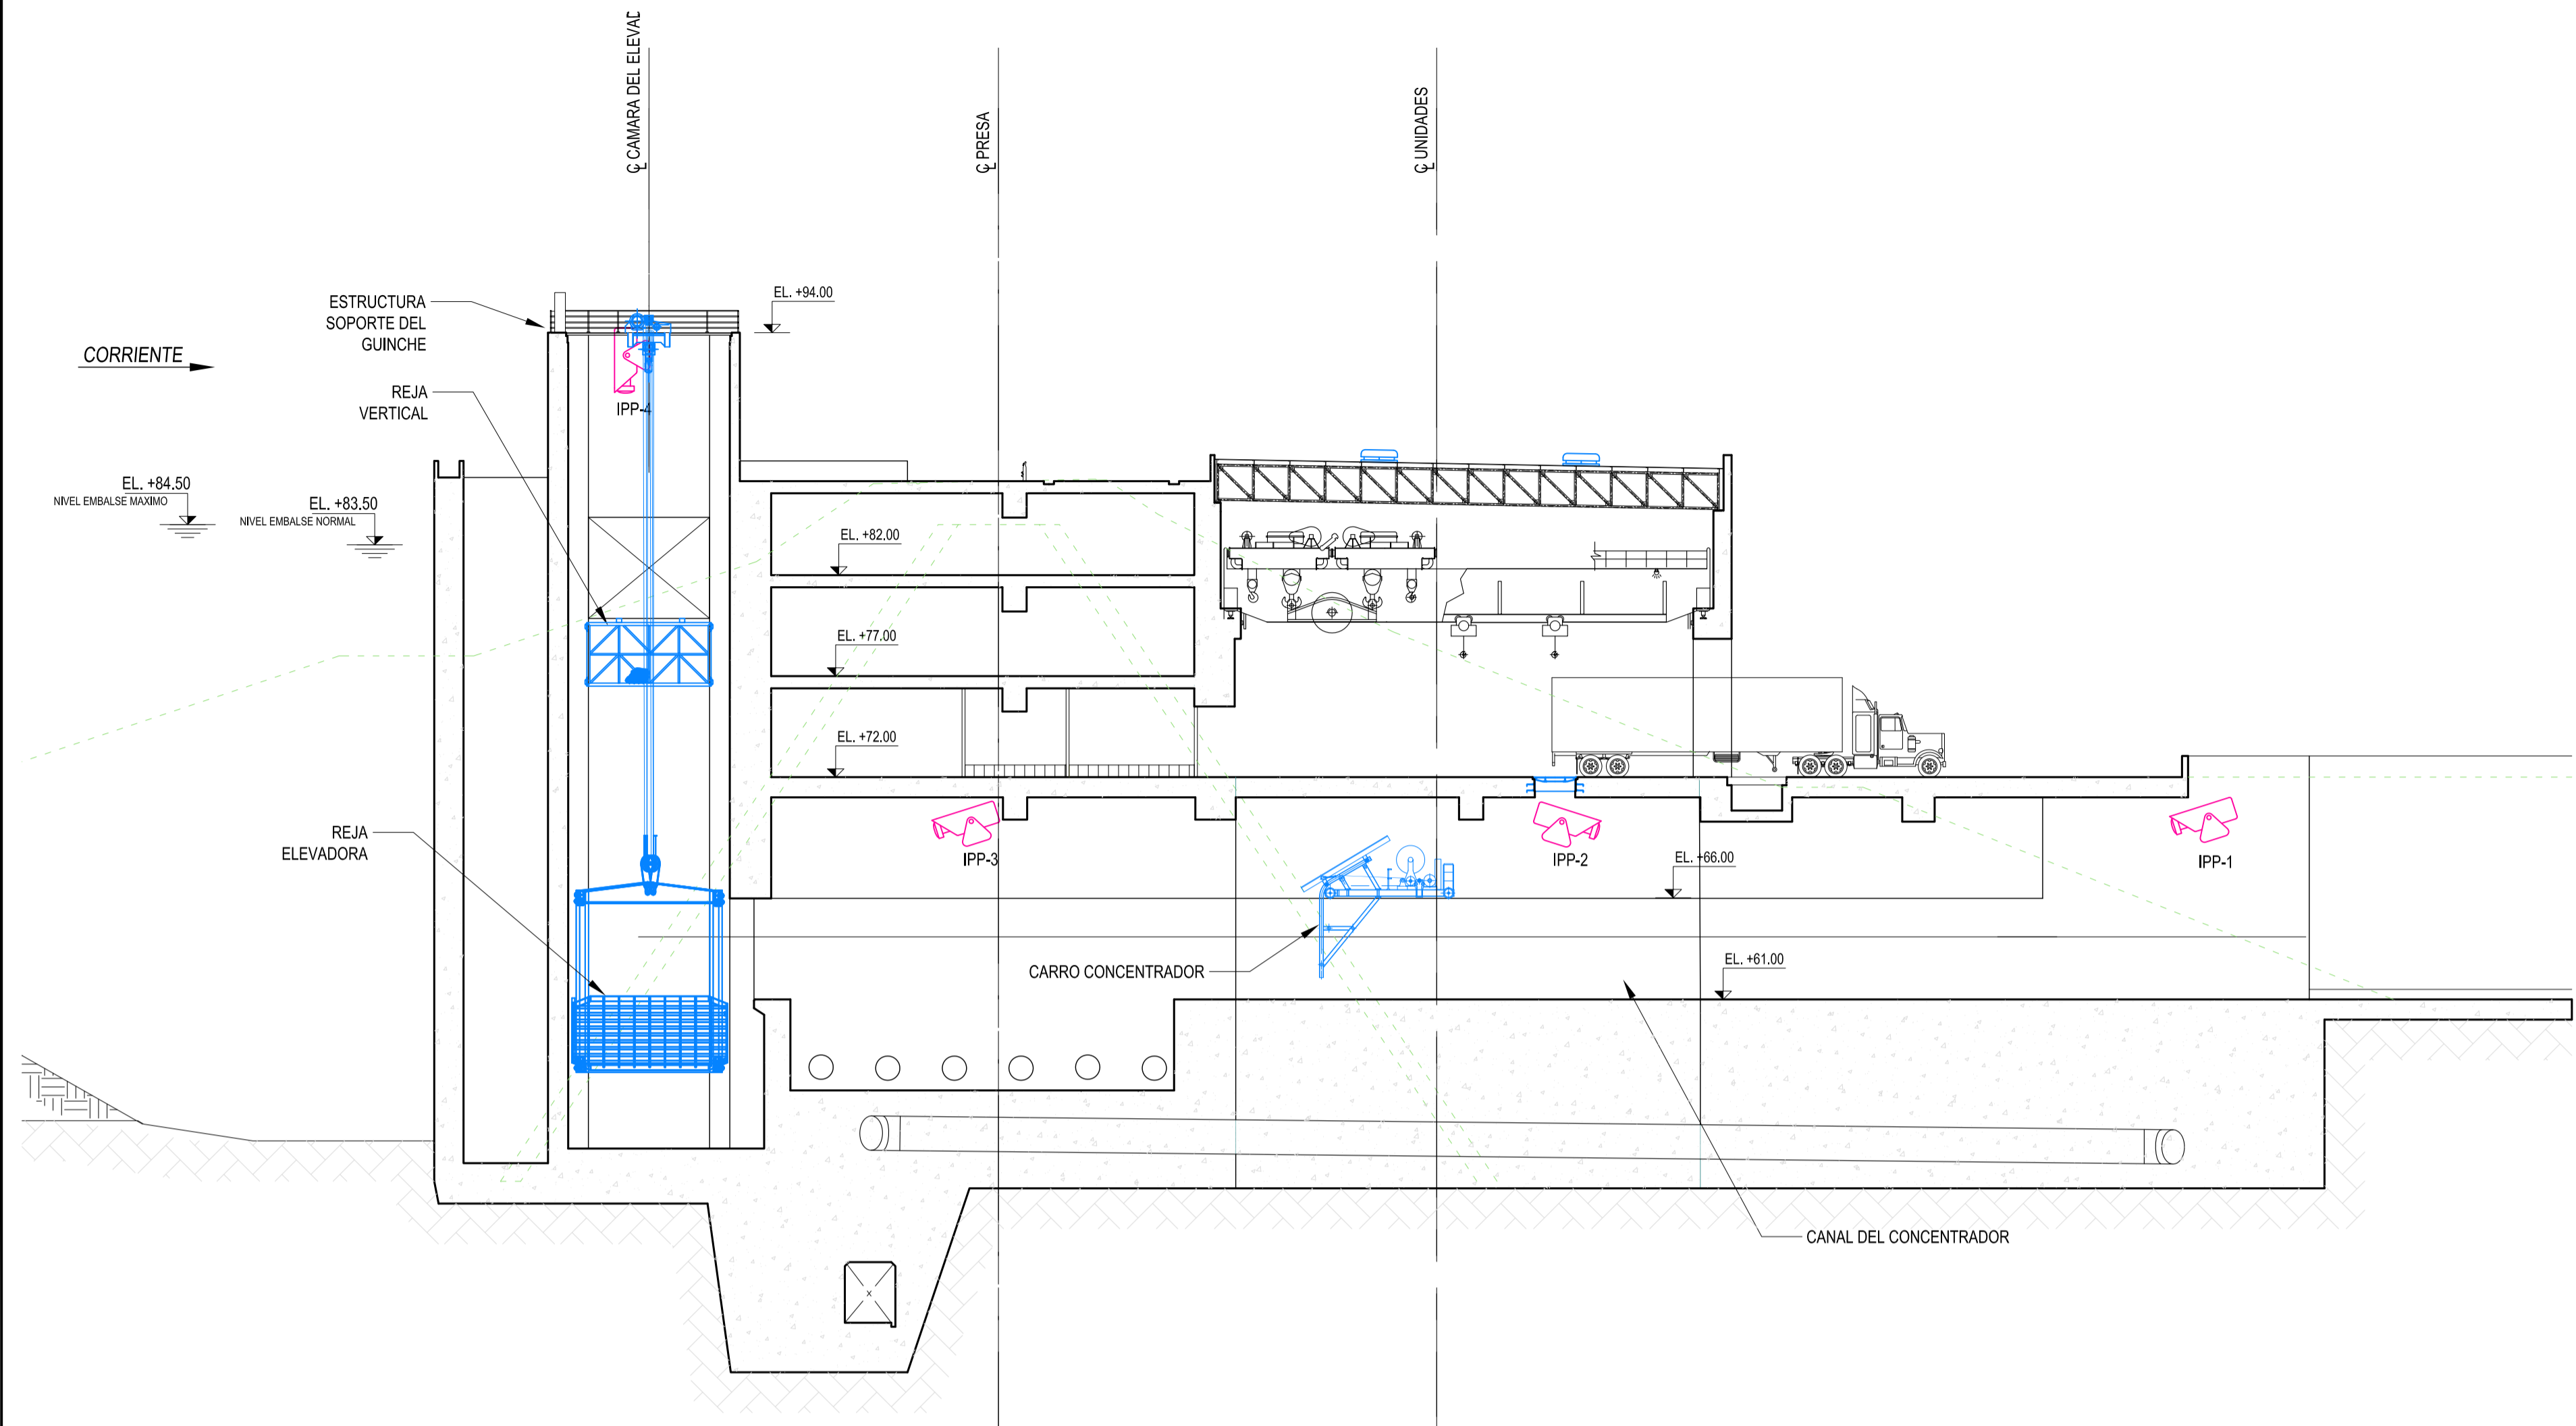 ℄ CAMARA DEL ELEVAD
℄ PRESA
℄ UNIDADES
ESTRUCTURA
SOPORTE DEL
GUINCHE
EL. +94.00
CORRIENTE
REJA
VERTICAL
IPP-4
EL. +84.50
NIVEL EMBALSE MAXIMO
EL. +83.50
NIVEL EMBALSE NORMAL
EL. +82.00
EL. +77.00
EL. +72.00
REJA
ELEVADORA
IPP-3
IPP-2
IPP-1
EL. +66.00
EL. +61.00
CARRO CONCENTRADOR
CANAL DEL CONCENTRADOR